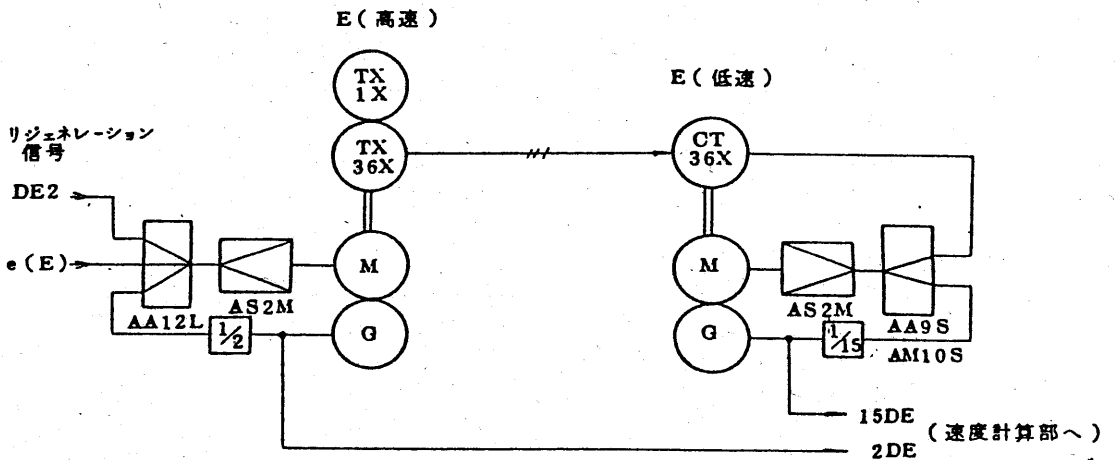 E(高速)
TX
1X
TX
36X
M
G
E(低速)
CT
36X
M
G
リジェネレーション
信号
DE2
e(E)
AA12L
AS2M
1/2
AS2M
AA9S
1/15
AM10S
15DE
(速度計算部へ)
2DE